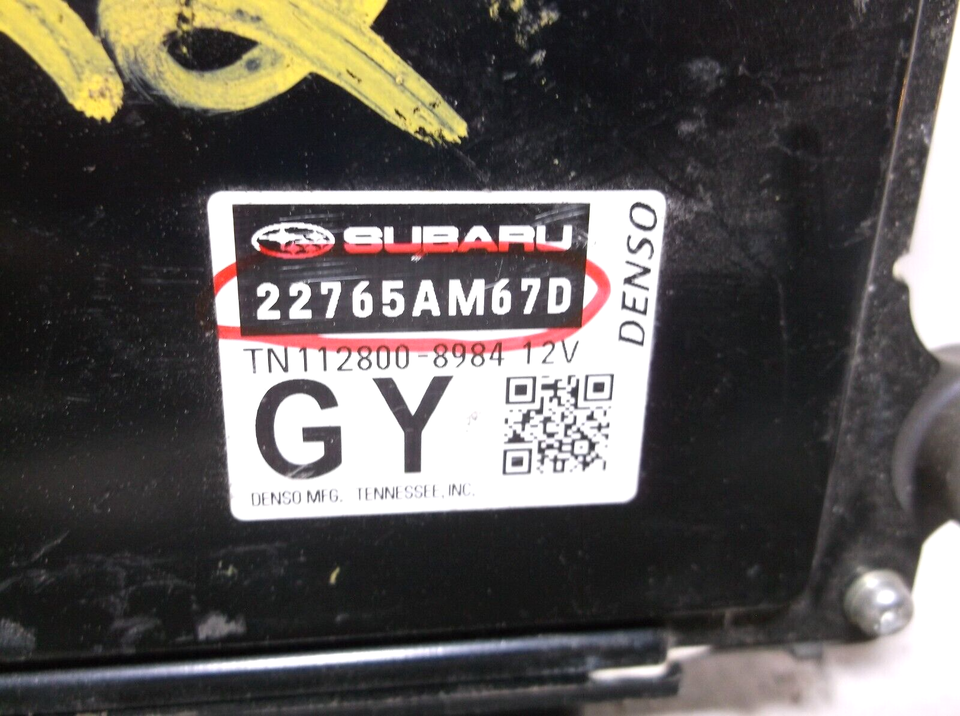 SUBARU
22765AM67D
TN112800-8984 12V
GY
DENSO MFG. TENNESSEE, INC.
DENSO